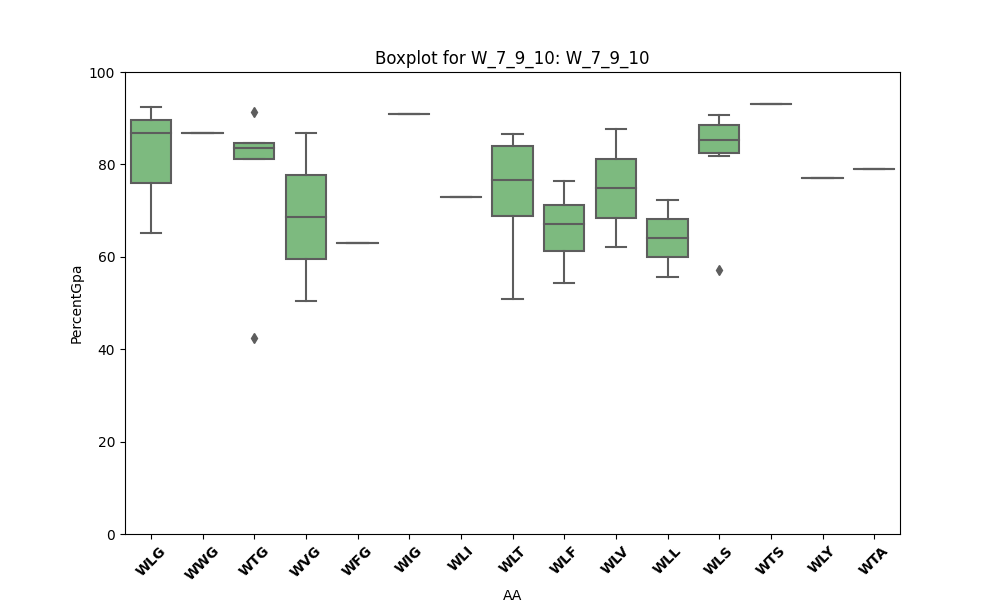 Boxplot for W_7_9_10: W_7_9_10
100
80
60
40
20
0
PercentGpa
WLG WWG WTG WVG WFG WIG WLI WLT WLF WLV WLL WLS WTS WLY WTA
AA